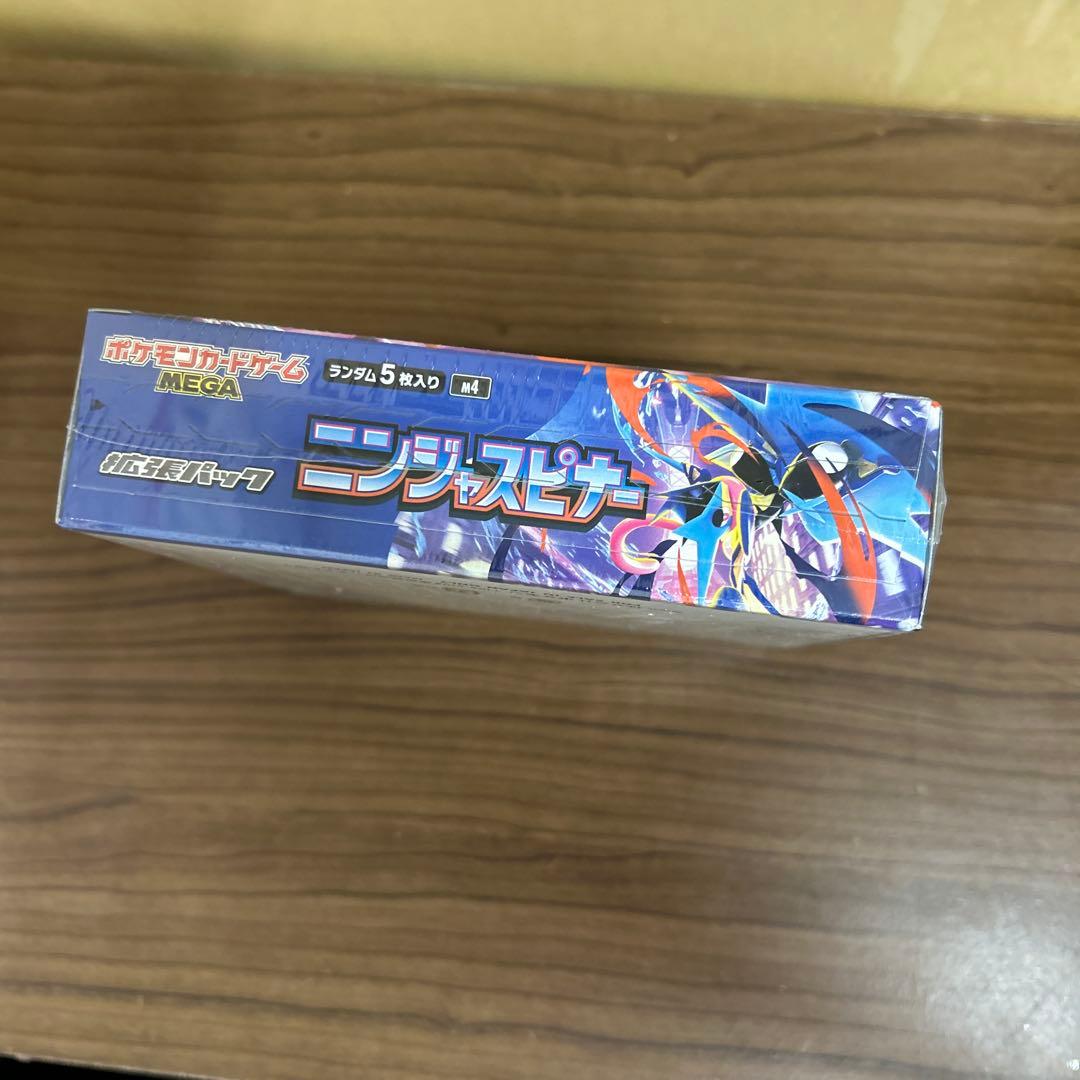 ポケモンカードゲーム
MEGA
ランダム5枚入り
M4
拡張パック
ニンジャスピナー